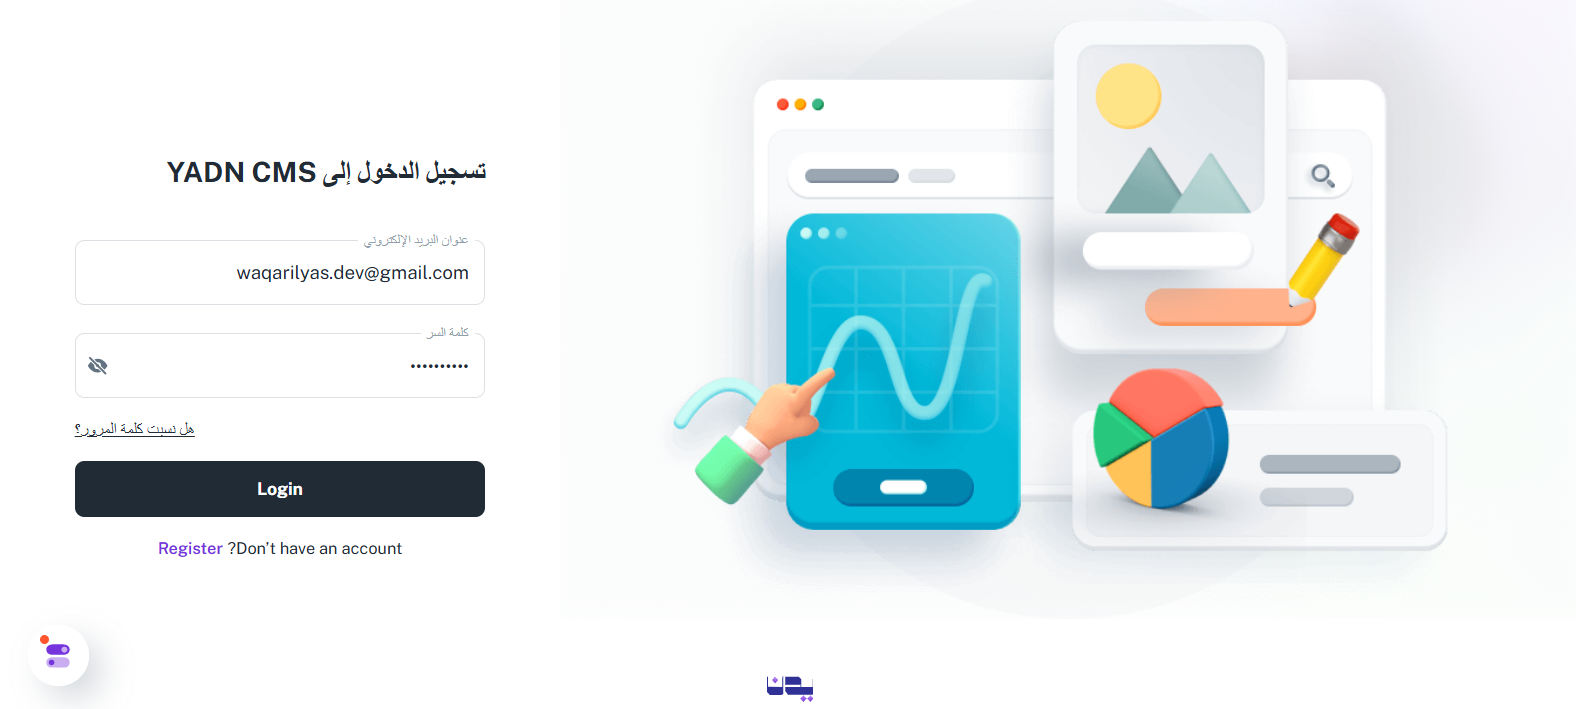 تسجيل الدخول إلى YADN CMS
عنوان البريد الإلكتروني
waqarilyas.dev@gmail.com
كلمة السر
هل نسيت كلمة المرور؟
Login
Register ?Don't have an account
يدن